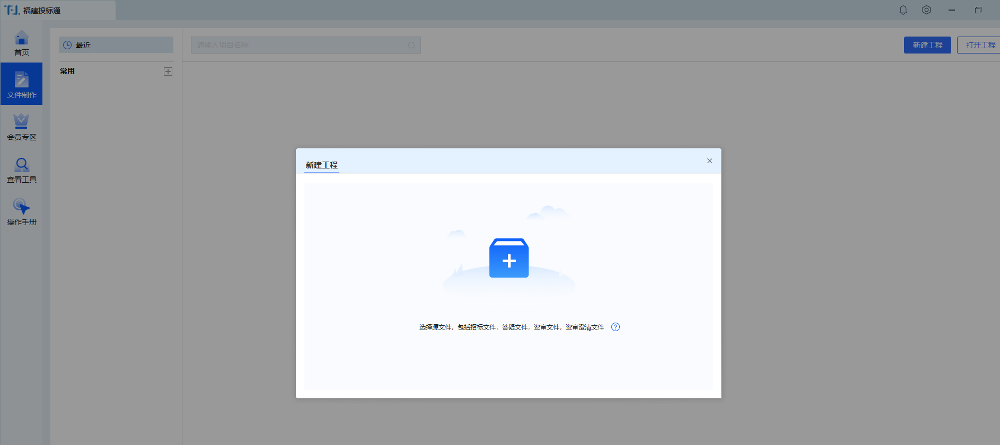 福建投标通
首页
文件制作
会员专区
查看工具
操作手册
最近
常用
请输入项目名称
新建工程
打开工程
新建工程
选择源文件，包括招标文件，答疑文件，资审文件，资审澄清文件